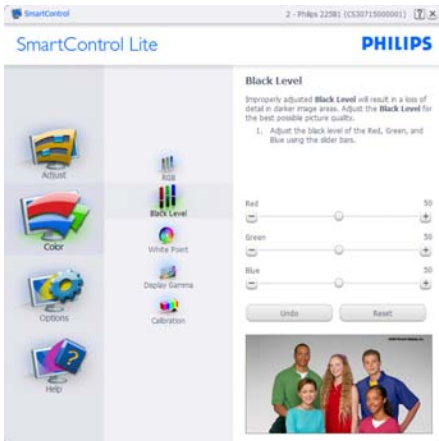 SmartControl
2 - Philips 225B1 (CS30715000001)
SmartControl Lite
PHILIPS
Adjust
Color
Options
Help
RGB
Black Level
White Point
Display Gamma
Calibration
Black Level
Improperly adjusted Black Level will result in a loss of
detail in darker image areas. Adjust the Black Level for
the best possible picture quality.
1. Adjust the black level of the Red, Green, and
Blue using the slider bars.
Red 50
Green 50
Blue 50
Undo
Reset